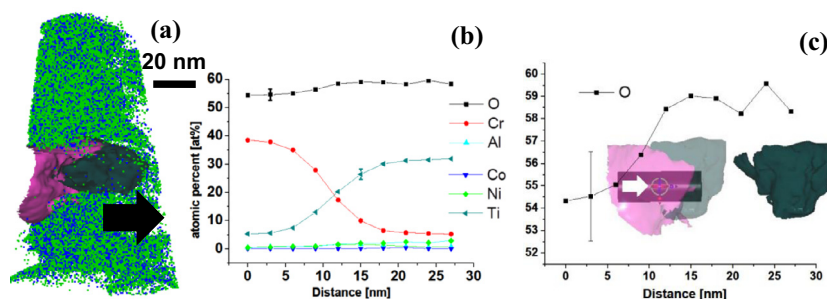 (a)
20 nm
(b)
60
50
40
30
20
10
0
atomic percent [at%]
0 5 10 15 20 25 30
Distance [nm]
O
Cr
Al
Co
Ni
Ti
(c)
60
59
58
57
56
55
54
53
52
O
0 5 10 15 20 25 30
Distance [nm]